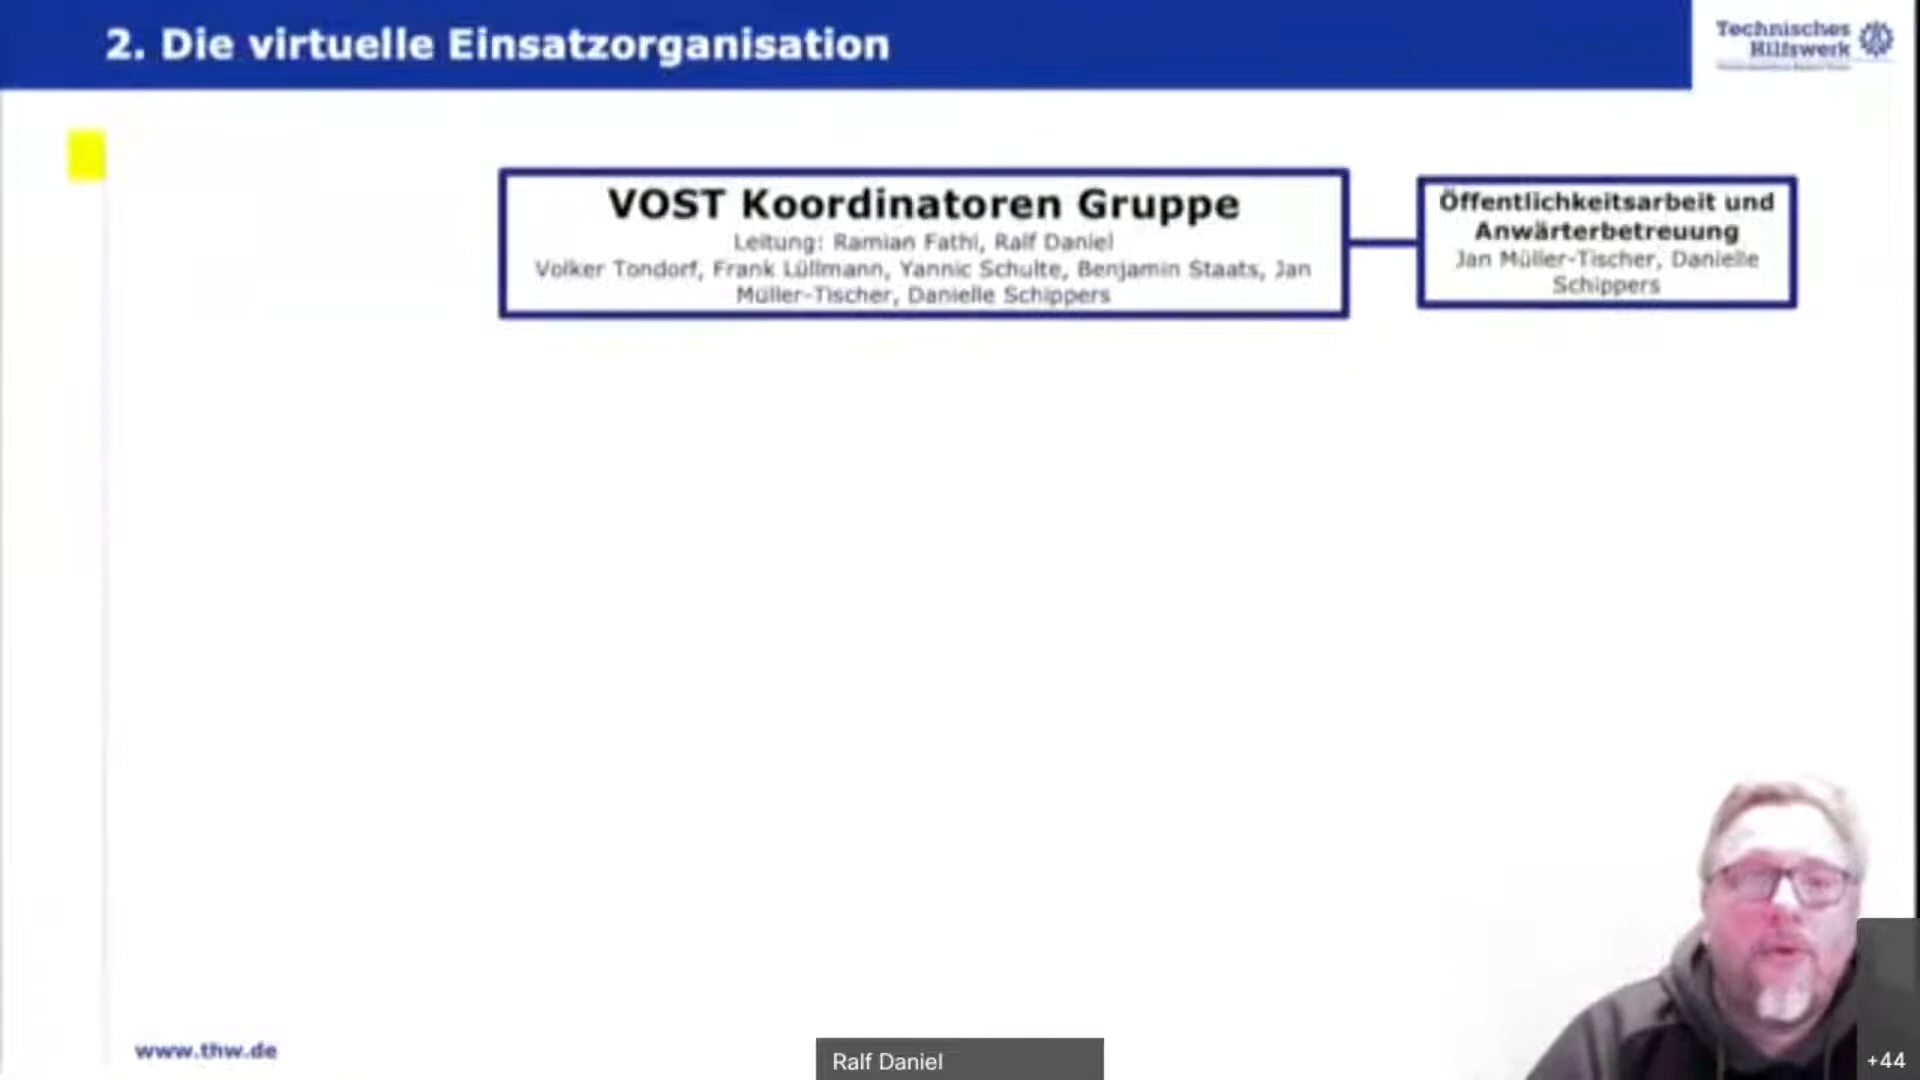 2. Die virtuelle Einsatzorganisation
Technisches
Hilfswerk
VOST Koordinatoren Gruppe
Leitung: Ramian Fathi, Ralf Daniel
Volker Tondorf, Frank Lüllmann, Yannic Schulte, Benjamin Staats, Jan
Müller-Tischer, Danielle Schippers
Öffentlichkeitsarbeit und
Anwärterbetreuung
Jan Müller-Tischer, Danielle
Schippers
www.thw.de
Ralf Daniel
+44